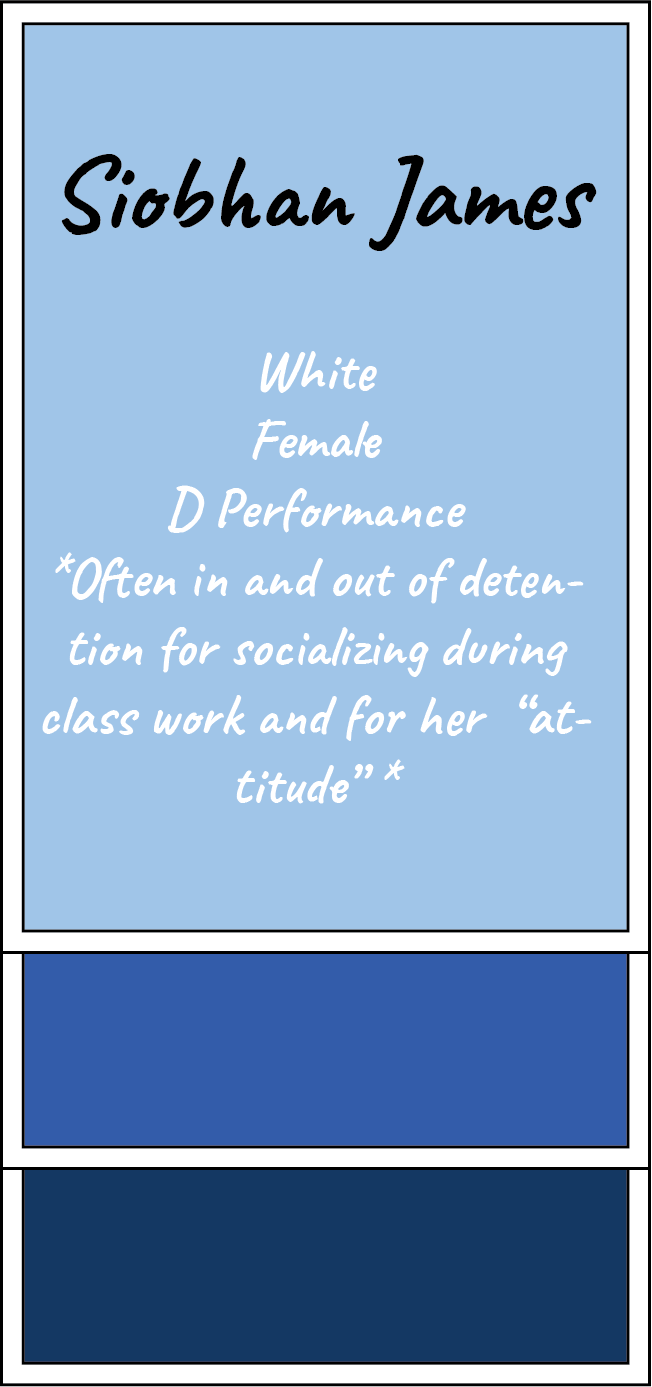 Siobhan James
White
Female
D Performance
*Often in and out of deten-
tion for socializing during
class work and for her “at-
titude” *